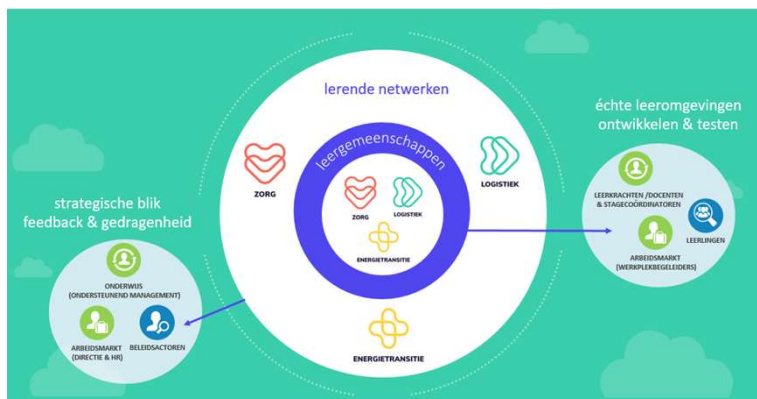 lerende netwerken
leergemeenschappen
ZORG
LOGISTIEK
ZORG
LOGISTIEK
ENERGIETRANSITIE
ENERGIETRANSITIE
strategische blik
feedback & gedragenheid
ONDERWIJS
(ONDERSTEUNEND MANAGEMENT)
ARBEIDSMARKT
(DIRECTIE & HR)
BELEIDSACTOREN
échte leeromgevingen
ontwikkelen & testen
LEERKRACHTEN /DOCENTEN
& STAGECOÖRDINATOREN
LEERLINGEN
ARBEIDSMARKT
(WERKPLEKBEGELEIDERS)